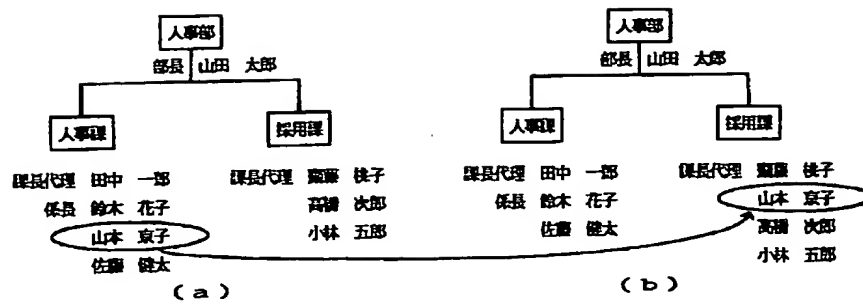 人事部
部長 山田 太郎
人事課
採用課
課長代理 田中 一郎
係長 鈴木 花子
山本 京子
佐藤 健太
課長代理 齋藤 桃子
高橋 次郎
小林 五郎
(a)
人事部
部長 山田 太郎
人事課
採用課
課長代理 田中 一郎
係長 鈴木 花子
佐藤 健太
課長代理 齋藤 桃子
山本 京子
高橋 次郎
小林 五郎
(b)